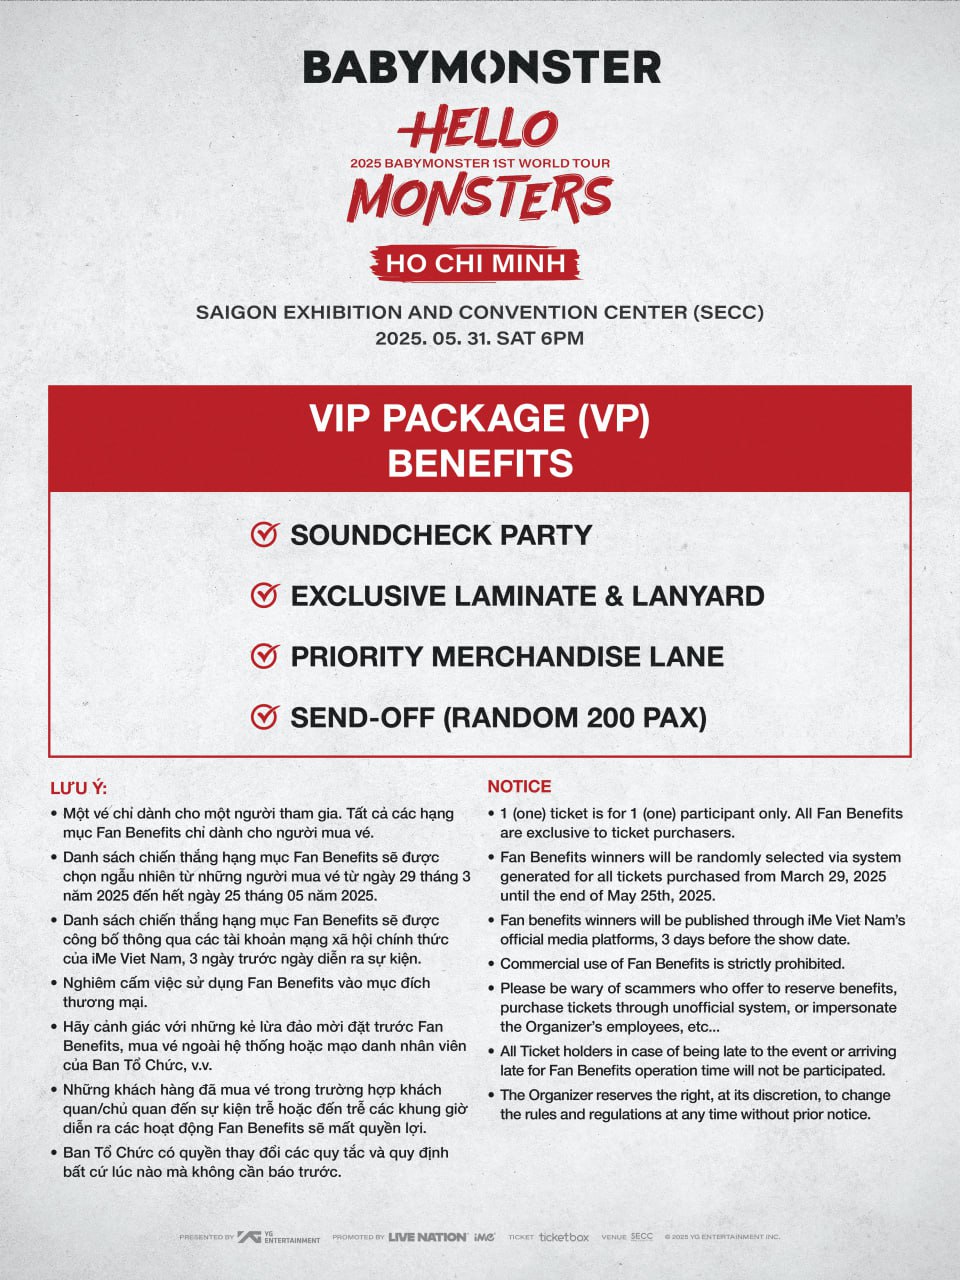 BABYMONSTER
HELLO
2025 BABYMONSTER 1ST WORLD TOUR
MONSTERS
HO CHI MINH
SAIGON EXHIBITION AND CONVENTION CENTER (SECC)
2025. 05. 31. SAT 6PM
VIP PACKAGE (VP)
BENEFITS
SOUNDCHECK PARTY
EXCLUSIVE LAMINATE & LANYARD
PRIORITY MERCHANDISE LANE
SEND-OFF (RANDOM 200 PAX)
LƯU Ý:
• Một vé chỉ dành cho một người tham gia. Tất cả các hạng
mục Fan Benefits chỉ dành cho người mua vé.
• Danh sách chiến thắng hạng mục Fan Benefits sẽ được
chọn ngẫu nhiên từ những người mua vé từ ngày 29 tháng 3
năm 2025 đến hết ngày 25 tháng 05 năm 2025.
• Danh sách chiến thắng hạng mục Fan Benefits sẽ được
công bố thông qua các tài khoản mạng xã hội chính thức
của iMe Viet Nam, 3 ngày trước ngày diễn ra sự kiện.
• Nghiêm cấm việc sử dụng Fan Benefits vào mục đích
thương mại.
• Hãy cảnh giác với những kẻ lừa đảo mời đặt trước Fan
Benefits, mua vé ngoài hệ thống hoặc mạo danh nhân viên
của Ban Tổ Chức, v.v.
• Những khách hàng đã mua vé trong trường hợp khách
quan/chủ quan đến sự kiện trễ hoặc đến trễ các khung giờ
diễn ra các hoạt động Fan Benefits sẽ mất quyền lợi.
• Ban Tổ Chức có quyền thay đổi các quy tắc và quy định
bất cứ lúc nào mà không cần báo trước.
NOTICE
• 1 (one) ticket is for 1 (one) participant only. All Fan Benefits
are exclusive to ticket purchasers.
• Fan Benefits winners will be randomly selected via system
generated for all tickets purchased from March 29, 2025
until the end of May 25th, 2025.
• Fan benefits winners will be published through iMe Viet Nam's
official media platforms, 3 days before the show date.
• Commercial use of Fan Benefits is strictly prohibited.
• Please be wary of scammers who offer to reserve benefits,
purchase tickets through unofficial system, or impersonate
the Organizer's employees, etc...
• All Ticket holders in case of being late to the event or arriving
late for Fan Benefits operation time will not be participated.
• The Organizer reserves the right, at its discretion, to change
the rules and regulations at any time without prior notice.
PRESENTED BY YG ENTERTAINMENT PROMOTED BY LIVE NATION iMe TICKET ticketbox VENUE SECC © 2025 YG ENTERTAINMENT INC.